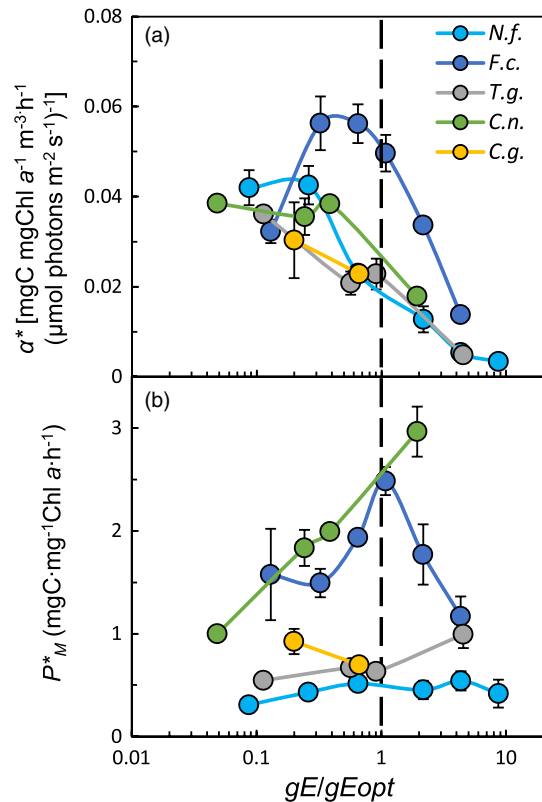 (a)
N.f.
F.c.
T.g.
C.n.
C.g.
0.08
0.06
0.04
0.02
0
α* [mgC mgChl a⁻¹ m⁻³·h⁻¹
(μmol photons m⁻² s⁻¹)⁻¹]
(b)
3
2
1
0
P*M (mgC·mg⁻¹Chl a·h⁻¹)
0.01 0.1 1 10
gE/gEopt